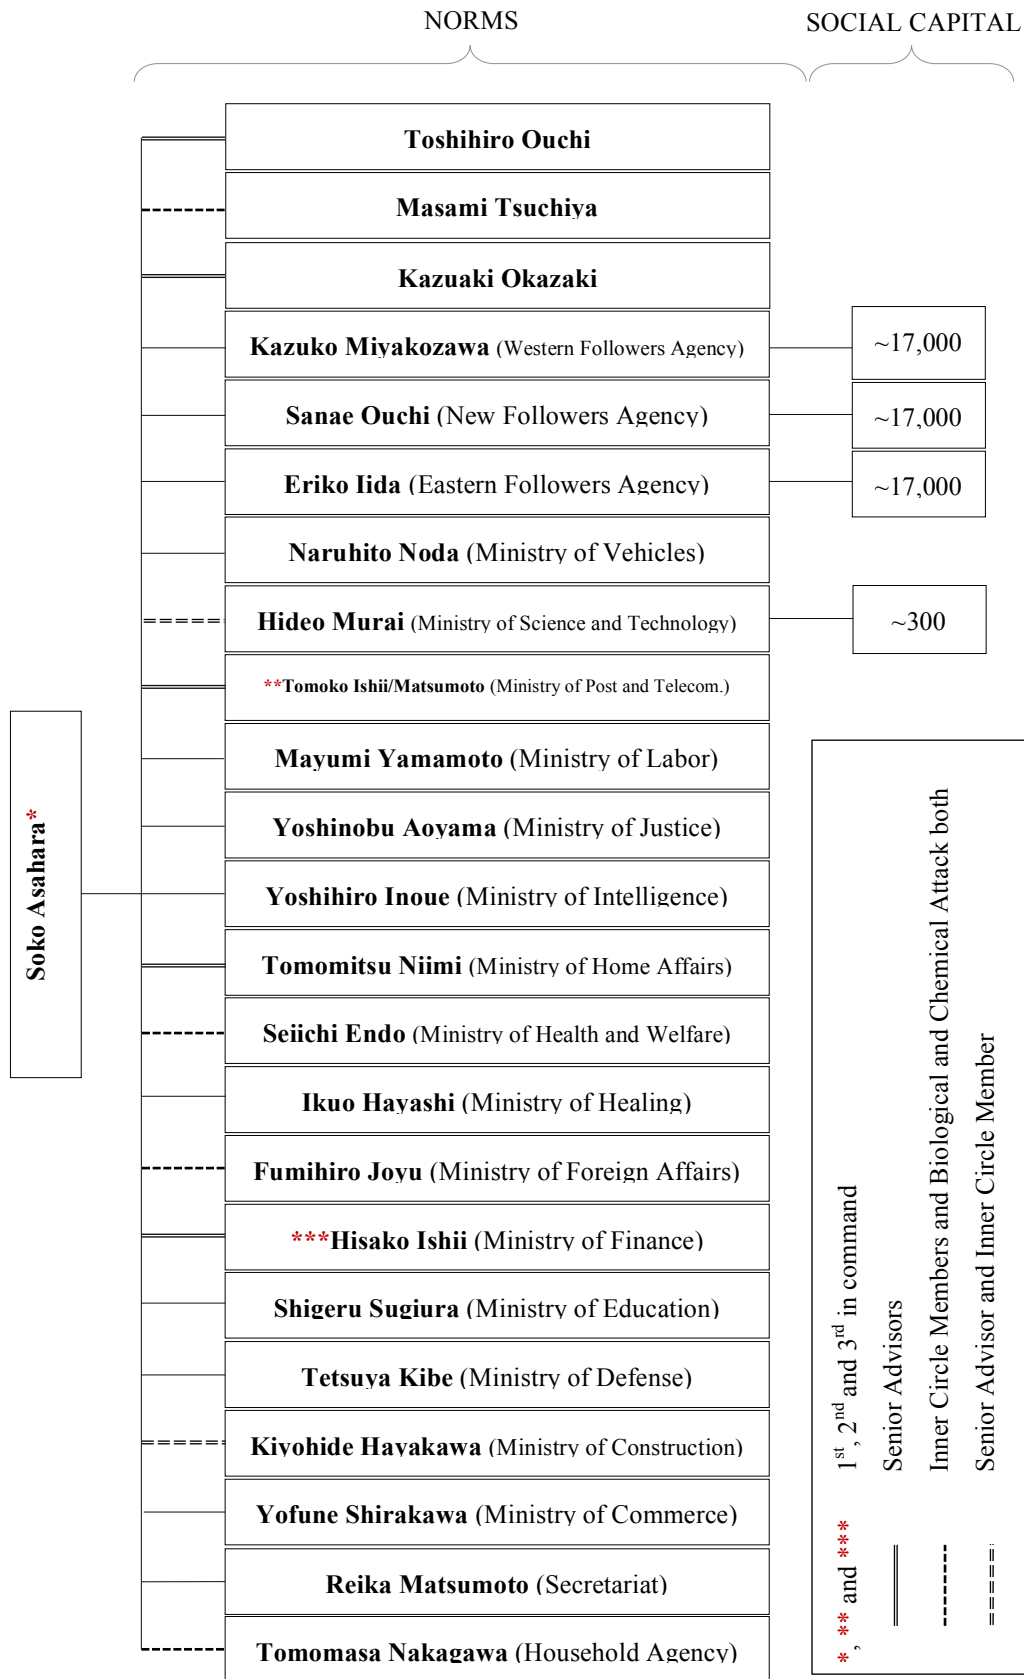 NORMS
SOCIAL CAPITAL
Toshihiro Ouchi
Masami Tsuchiya
Kazuaki Okazaki
Kazuko Miyakozawa (Western Followers Agency)
~17,000
Sanae Ouchi (New Followers Agency)
~17,000
Eriko Iida (Eastern Followers Agency)
~17,000
Naruhito Noda (Ministry of Vehicles)
Hideo Murai (Ministry of Science and Technology)
~300
**Tomoko Ishii/Matsumoto (Ministry of Post and Telecom.)
Mayumi Yamamoto (Ministry of Labor)
Yoshinobu Aoyama (Ministry of Justice)
Soko Asahara*
Yoshihiro Inoue (Ministry of Intelligence)
Tomomitsu Niimi (Ministry of Home Affairs)
Seiichi Endo (Ministry of Health and Welfare)
Ikuo Hayashi (Ministry of Healing)
Fumihiro Joyu (Ministry of Foreign Affairs)
***Hisako Ishii (Ministry of Finance)
Shigeru Sugiura (Ministry of Education)
Tetsuya Kibe (Ministry of Defense)
Kiyohide Hayakawa (Ministry of Construction)
Yofune Shirakawa (Ministry of Commerce)
Reika Matsumoto (Secretariat)
Tomomasa Nakagawa (Household Agency)
*, ** and *** 1st, 2nd and 3rd in command
Senior Advisors
Inner Circle Members and Biological and Chemical Attack both
Senior Advisor and Inner Circle Member